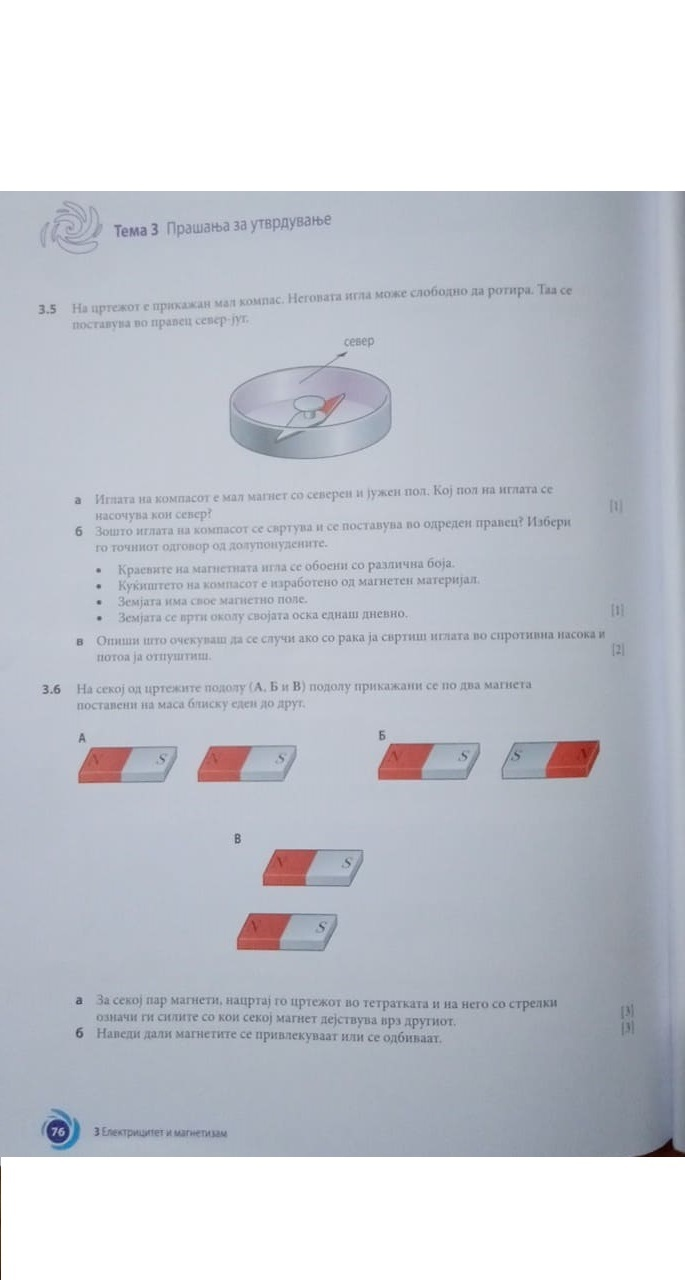 Тема 3 Прашања за утврдување
3.5 На цртежот е прикажан мал компас. Неговата игла може слободно да ротира. Таа се
поставува во правец север-југ.
север
а Иглата на компасот е мал магнет со северен и јужен пол. Кој пол на иглата се
насочува кон север? [1]
б Зошто иглата на компасот се свртува и се поставува во одреден правец? Избери
го точниот одговор од долупонудените.
• Краевите на магнетната игла се обоени со различна боја.
• Куќиштето на компасот е изработено од магнетен материјал.
• Земјата има свое магнетно поле.
• Земјата се врти околу својата оска еднаш дневно. [1]
в Опиши што очекуваш да се случи ако со рака ја свртиш иглата во спротивна насока и
потоа ја отпуштиш. [2]
3.6 На секој од цртежите подолу (А, Б и В) подолу прикажани се по два магнета
поставени на маса блиску еден до друг.
А
Б
N S N S N S S N
В
N S
N S
а За секој пар магнети, нацртај го цртежот во тетратката и на него со стрелки
означи ги силите со кои секој магнет дејствува врз другиот. [3]
б Наведи дали магнетите се привлекуваат или се одбиваат. [3]
76 3 Електрицитет и магнетизам